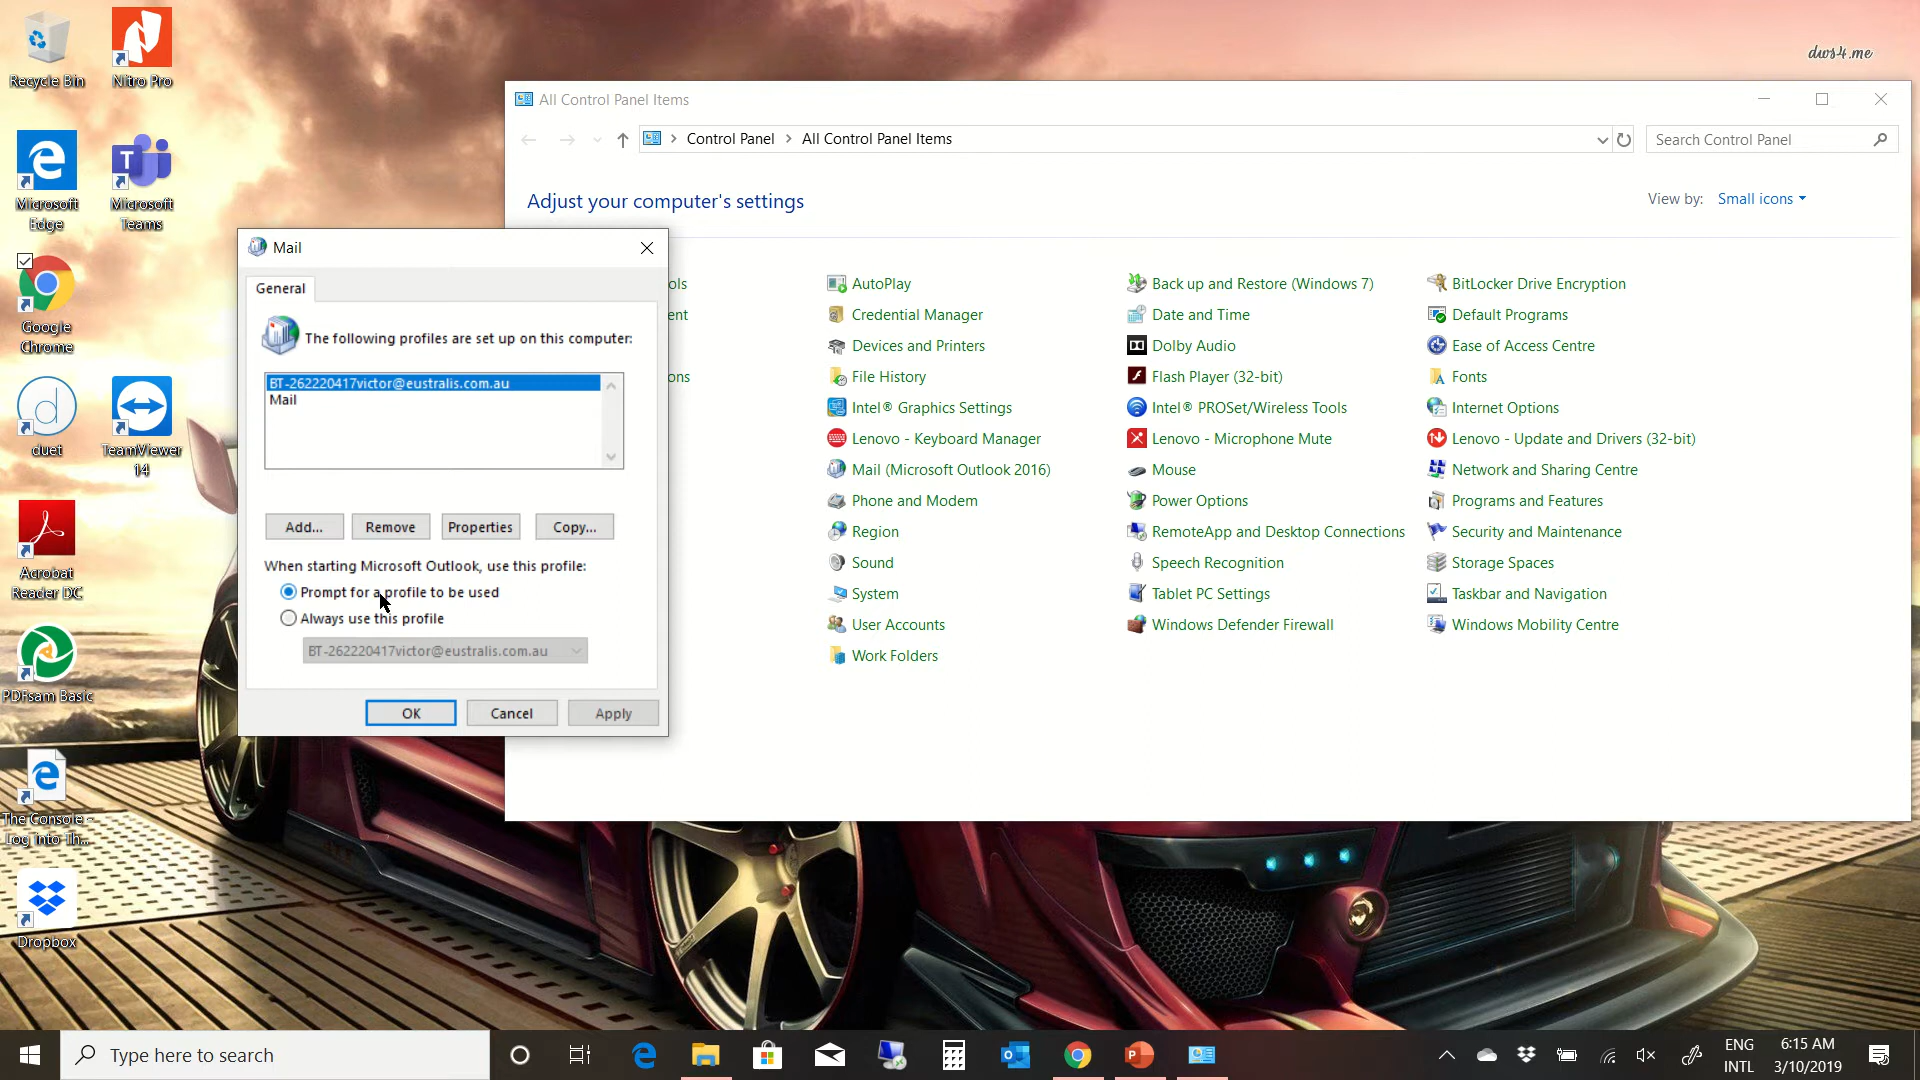 Recycle Bin
Nitro Pro
Microsoft Edge
Microsoft Teams
Google Chrome
duet
TeamViewer 14
Acrobat Reader DC
PDFsam Basic
The Console - Log into Th...
Dropbox
dws4.me
All Control Panel Items
Control Panel > All Control Panel Items
Search Control Panel
Adjust your computer's settings
View by: Small icons
ols
ent
ons
AutoPlay
Credential Manager
Devices and Printers
File History
Intel® Graphics Settings
Lenovo - Keyboard Manager
Mail (Microsoft Outlook 2016)
Phone and Modem
Region
Sound
System
User Accounts
Work Folders
Back up and Restore (Windows 7)
Date and Time
Dolby Audio
Flash Player (32-bit)
Intel® PROSet/Wireless Tools
Lenovo - Microphone Mute
Mouse
Power Options
RemoteApp and Desktop Connections
Speech Recognition
Tablet PC Settings
Windows Defender Firewall
BitLocker Drive Encryption
Default Programs
Ease of Access Centre
Fonts
Internet Options
Lenovo - Update and Drivers (32-bit)
Network and Sharing Centre
Programs and Features
Security and Maintenance
Storage Spaces
Taskbar and Navigation
Windows Mobility Centre
Mail
General
The following profiles are set up on this computer:
BT-262220417victor@eustralis.com.au
Mail
Add... Remove Properties Copy...
When starting Microsoft Outlook, use this profile:
Prompt for a profile to be used
Always use this profile
BT-262220417victor@eustralis.com.au
OK Cancel Apply
Type here to search
ENG
INTL
6:15 AM
3/10/2019